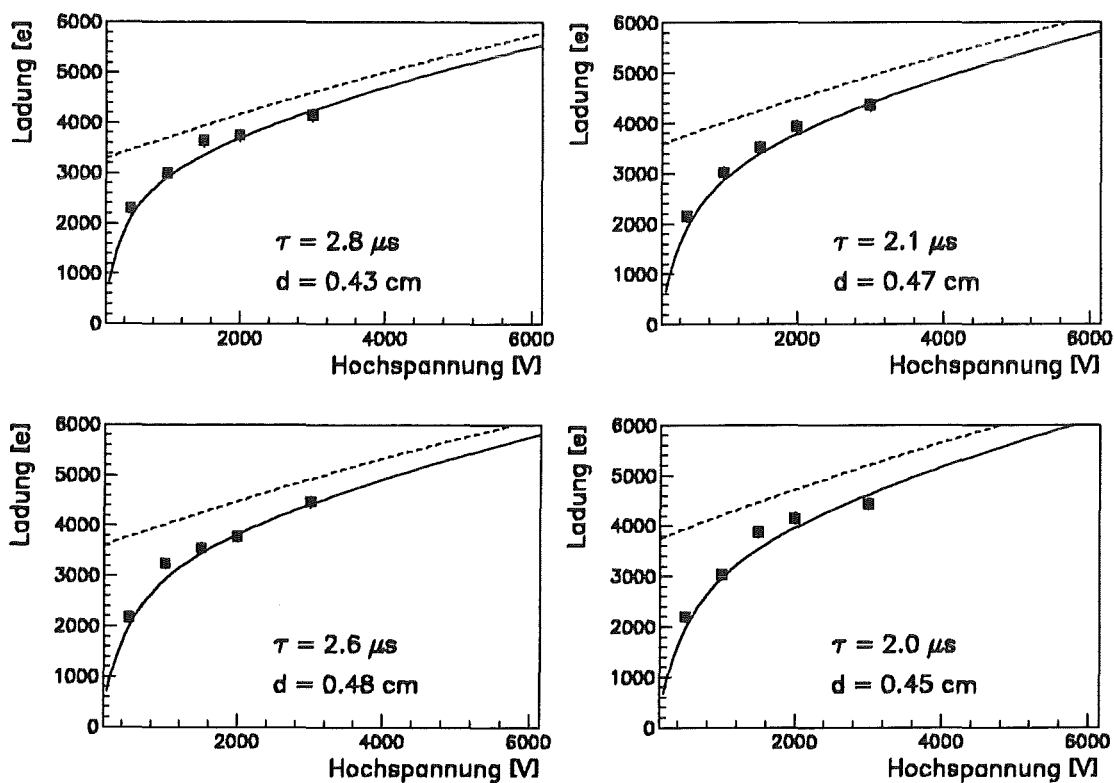 Ladung [e]
6000
5000
4000
3000
2000
1000
0
τ = 2.8 μs
d = 0.43 cm
2000 4000 6000
Hochspannung [V]
Ladung [e]
6000
5000
4000
3000
2000
1000
0
τ = 2.1 μs
d = 0.47 cm
2000 4000 6000
Hochspannung [V]
Ladung [e]
6000
5000
4000
3000
2000
1000
0
τ = 2.6 μs
d = 0.48 cm
2000 4000 6000
Hochspannung [V]
Ladung [e]
6000
5000
4000
3000
2000
1000
0
τ = 2.0 μs
d = 0.45 cm
2000 4000 6000
Hochspannung [V]